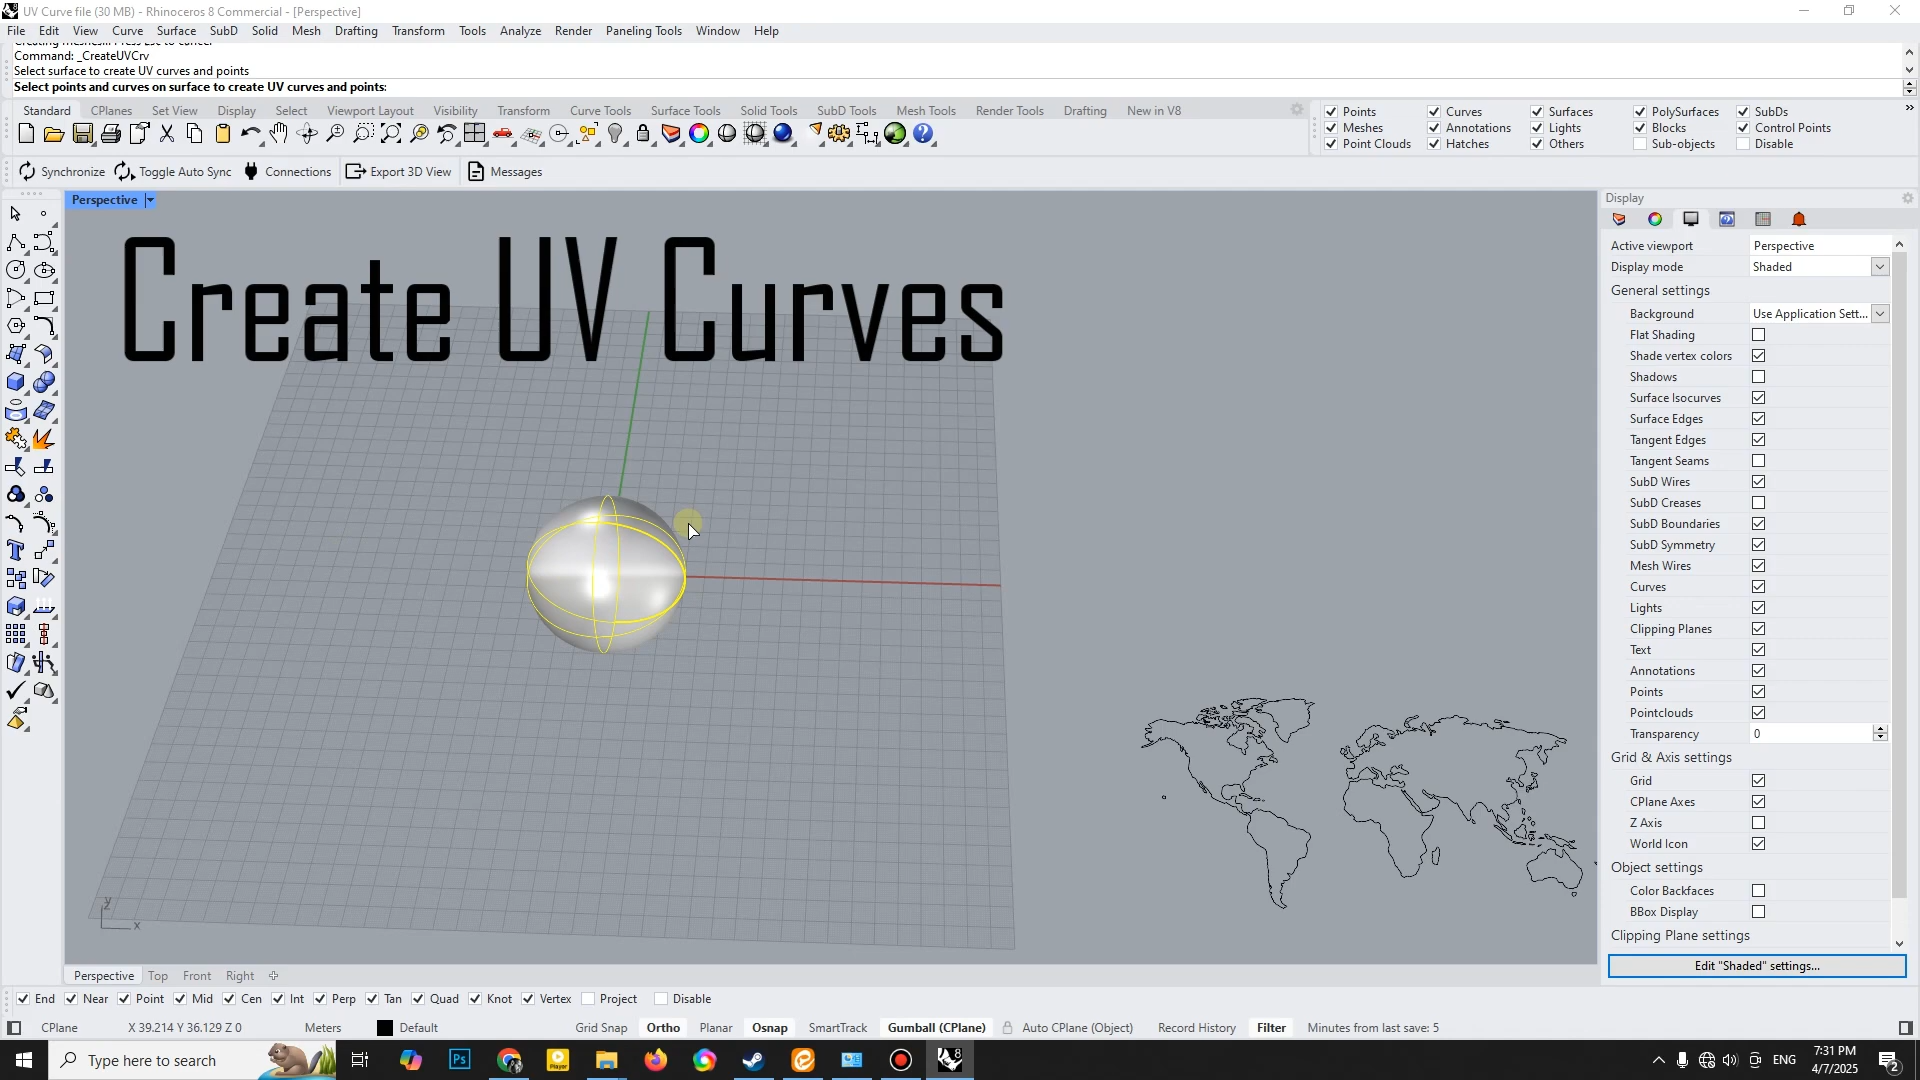 UV Curve file (30 MB) - Rhinoceros 8 Commercial - [Perspective]
File Edit View Curve Surface SubD Solid Mesh Drafting Transform Tools Analyze Render Paneling Tools Window Help
Creating meshes... Press Esc to cancel
Command: _CreateUVCrv
Select surface to create UV curves and points
Select points and curves on surface to create UV curves and points:
Standard CPlanes Set View Display Select Viewport Layout Visibility Transform Curve Tools Surface Tools Solid Tools SubD Tools Mesh Tools Render Tools Drafting New in V8
Points Curves Surfaces PolySurfaces SubDs
Meshes Annotations Lights Blocks Control Points
Point Clouds Hatches Others Sub-objects Disable
Synchronize Toggle Auto Sync Connections Export 3D View Messages
Perspective
Create UV Curves
y
x
Display
Active viewport Perspective
Display mode Shaded
General settings
Background Use Application Sett...
Flat Shading
Shade vertex colors
Shadows
Surface Isocurves
Surface Edges
Tangent Edges
Tangent Seams
SubD Wires
SubD Creases
SubD Boundaries
SubD Symmetry
Mesh Wires
Curves
Lights
Clipping Planes
Text
Annotations
Points
Pointclouds
Transparency 0
Grid & Axis settings
Grid
CPlane Axes
Z Axis
World Icon
Object settings
Color Backfaces
BBox Display
Clipping Plane settings
Edit "Shaded" settings...
Perspective Top Front Right
End Near Point Mid Cen Int Perp Tan Quad Knot Vertex Project Disable
CPlane X 39.214 Y 36.129 Z 0 Meters Default Grid Snap Ortho Planar Osnap SmartTrack Gumball (CPlane) Auto CPlane (Object) Record History Filter Minutes from last save: 5
Type here to search
Ps
Player
8
ENG
7:31 PM
4/7/2025
2